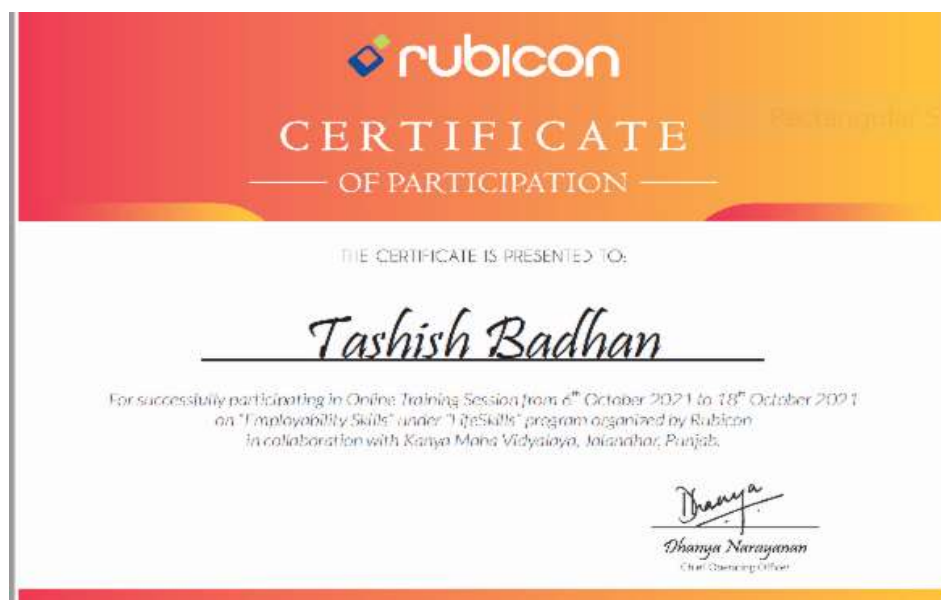 rubicon
CERTIFICATE
Rectangular S
OF PARTICIPATION
THE CERTIFICATE IS PRESENTED TO:
Tashish Badhan
For successfully participating in Online Training Session from 6th October 2021 to 18th October 2021
on "Employability Skills" under "LifeSkills" program organized by Rubicon
in collaboration with Kanya Maha Vidyalaya, Jalandhar, Punjab.
Dhanya
Dhanya Narayanan
Chief Operating Officer